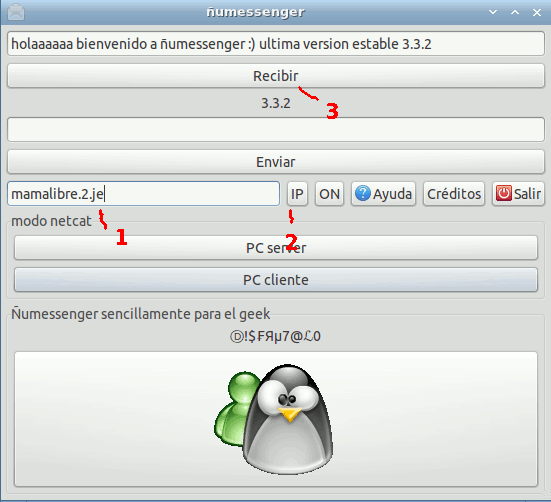 ñumessenger
holaaaaaa bienvenido a ñumessenger :) ultima version estable 3.3.2
Recibir
3
3.3.2
Enviar
mamalibre.2.je IP ON Ayuda Créditos Salir
modo netcat
1 2
PC server
PC cliente
Ñumessenger sencillamente para el geek
Ⓓ!$₣Яµ7@ℒ0